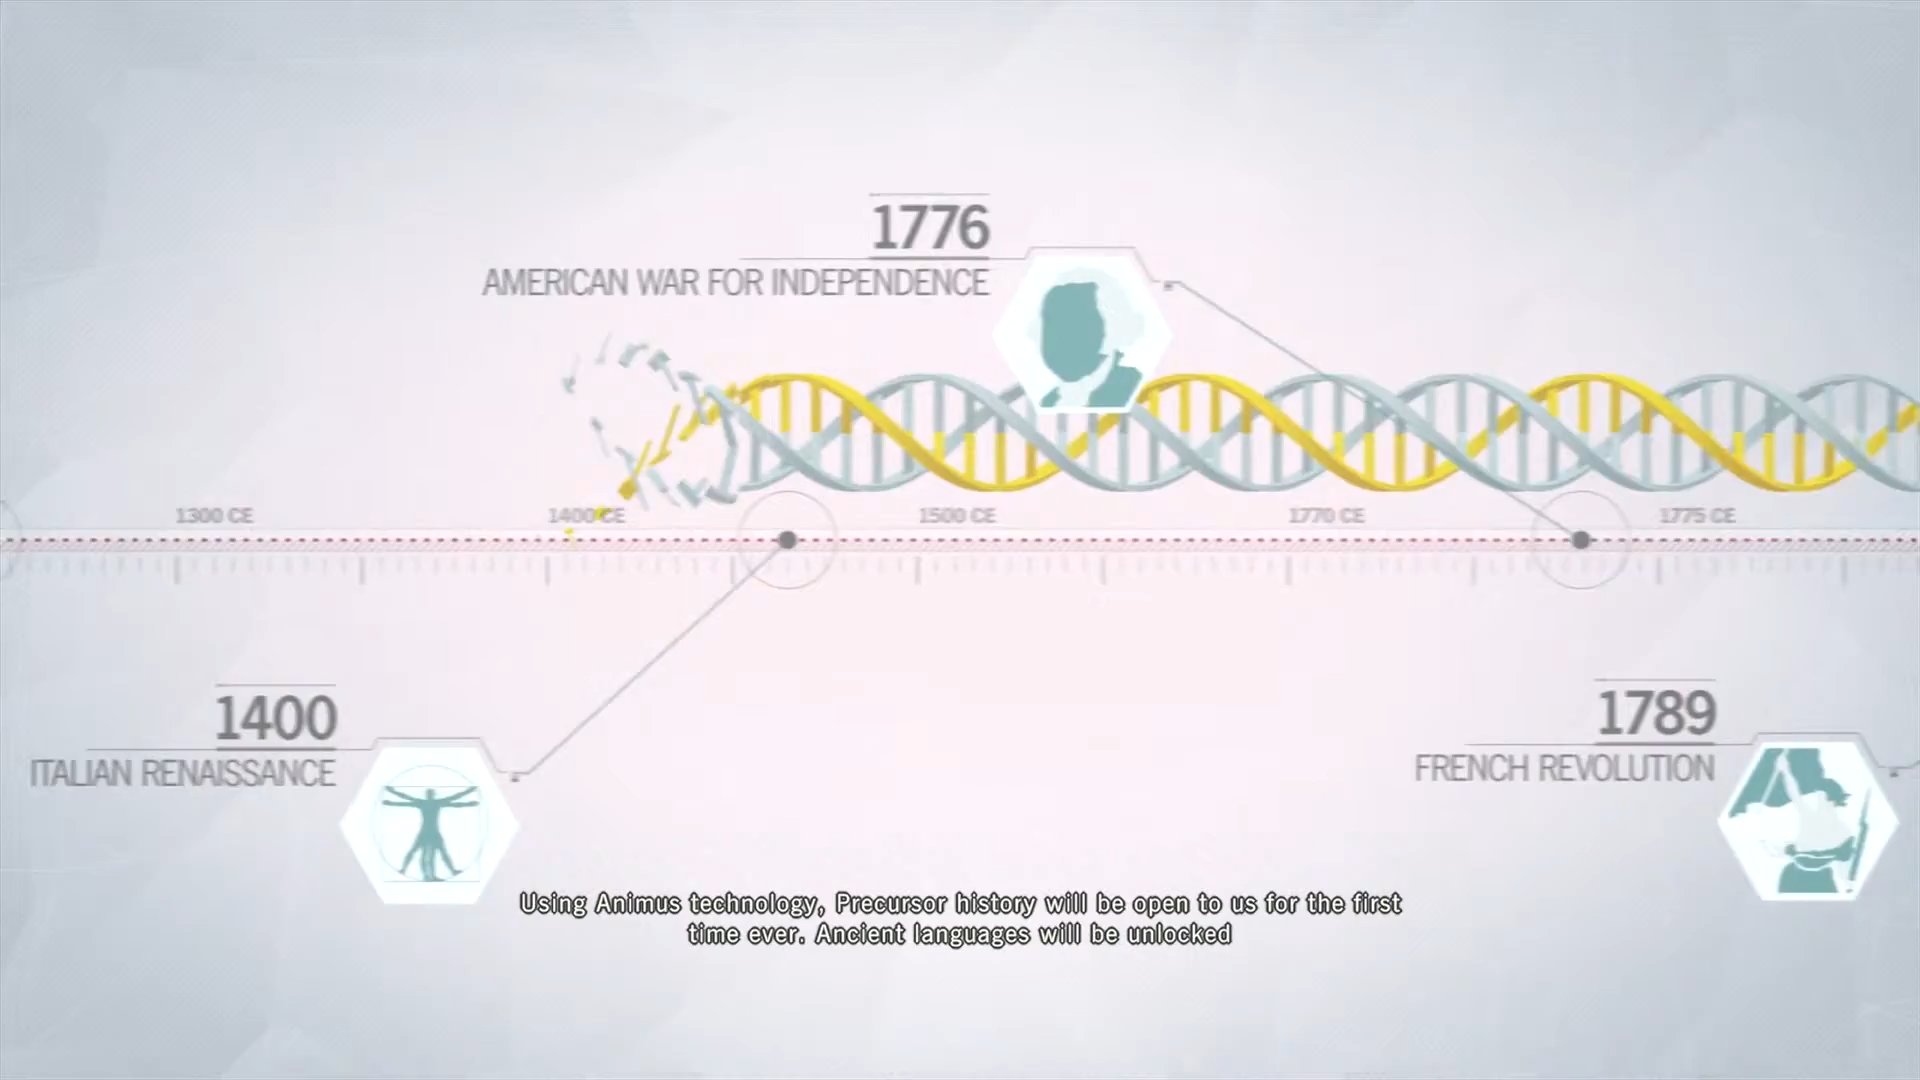 1776
AMERICAN WAR FOR INDEPENDENCE
1300 CE
1400 CE
1500 CE
1770 CE
1775 CE
1400
ITALIAN RENAISSANCE
1789
FRENCH REVOLUTION
Using Animus technology, Precursor history will be open to us for the first
time ever. Ancient languages will be unlocked